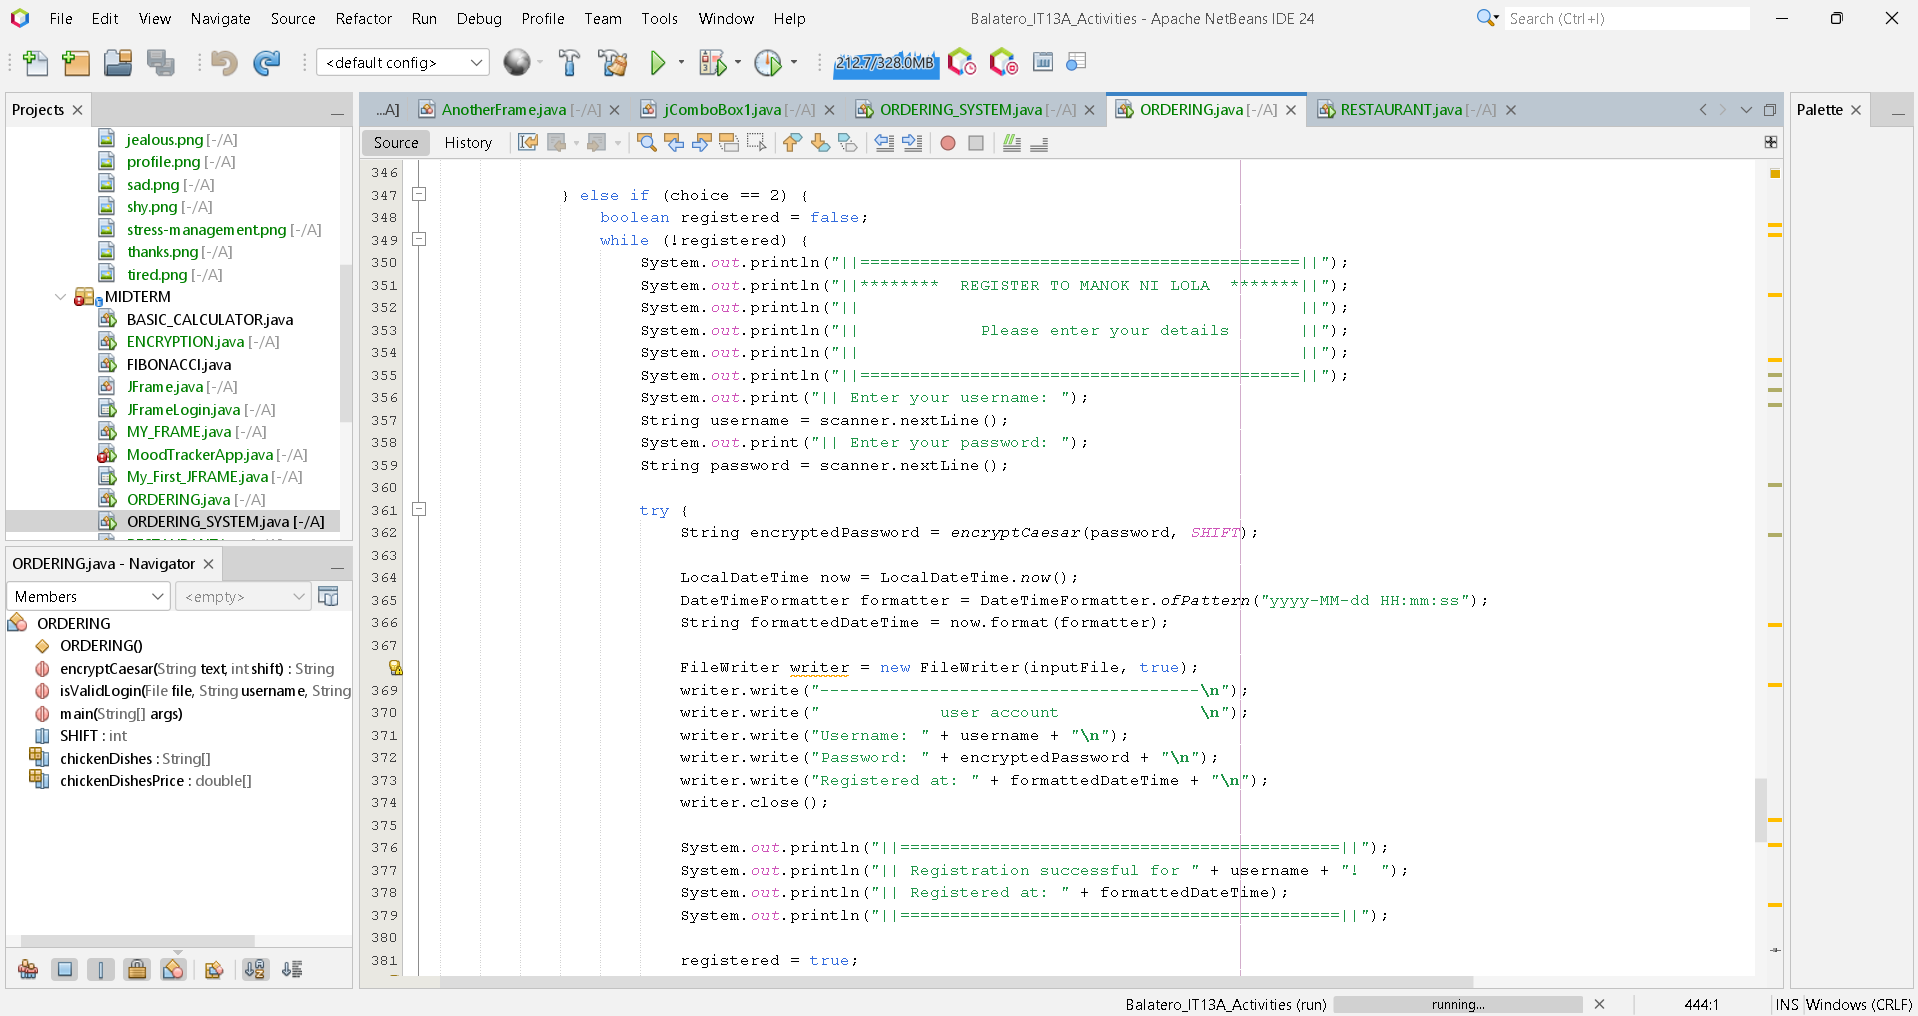 File Edit View Navigate Source Refactor Run Debug Profile Team Tools Window Help
Balatero_IT13A_Activities - Apache NetBeans IDE 24
Search (Ctrl+I)
<default config>
212.7/328.0MB
Projects
jealous.png [-/A]
profile.png [-/A]
sad.png [-/A]
shy.png [-/A]
stress-management.png [-/A]
thanks.png [-/A]
tired.png [-/A]
MIDTERM
BASIC_CALCULATOR.java
ENCRYPTION.java [-/A]
FIBONACCI.java
JFrame.java [-/A]
JFrameLogin.java [-/A]
MY_FRAME.java [-/A]
MoodTrackerApp.java [-/A]
My_First_JFRAME.java [-/A]
ORDERING.java [-/A]
ORDERING_SYSTEM.java [-/A]
ORDERING.java - Navigator
Members
<empty>
ORDERING
ORDERING()
encryptCaesar(String text, int shift) : String
isValidLogin(File file, String username, String
main(String[] args)
SHIFT : int
chickenDishes : String[]
chickenDishesPrice : double[]
...A] AnotherFrame.java [-/A] jComboBox1.java [-/A] ORDERING_SYSTEM.java [-/A] ORDERING.java [-/A] RESTAURANT.java [-/A]
Source History
346
347 } else if (choice == 2) {
348 boolean registered = false;
349 while (!registered) {
350 System.out.println("||============================================||");
351 System.out.println("||********  REGISTER TO MANOK NI LOLA  *******||");
352 System.out.println("||                                            ||");
353 System.out.println("||            Please enter your details       ||");
354 System.out.println("||                                            ||");
355 System.out.println("||============================================||");
356 System.out.print("|| Enter your username: ");
357 String username = scanner.nextLine();
358 System.out.print("|| Enter your password: ");
359 String password = scanner.nextLine();
360
361 try {
362 String encryptedPassword = encryptCaesar(password, SHIFT);
363
364 LocalDateTime now = LocalDateTime.now();
365 DateTimeFormatter formatter = DateTimeFormatter.ofPattern("yyyy-MM-dd HH:mm:ss");
366 String formattedDateTime = now.format(formatter);
367
FileWriter writer = new FileWriter(inputFile, true);
369 writer.write("--------------------------------------\n");
370 writer.write("            user account              \n");
371 writer.write("Username: " + username + "\n");
372 writer.write("Password: " + encryptedPassword + "\n");
373 writer.write("Registered at: " + formattedDateTime + "\n");
374 writer.close();
375
376 System.out.println("||============================================||");
377 System.out.println("|| Registration successful for " + username + "!  ");
378 System.out.println("|| Registered at: " + formattedDateTime);
379 System.out.println("||============================================||");
380
381 registered = true;
Palette
Balatero_IT13A_Activities (run) running... 444:1 INS Windows (CRLF)